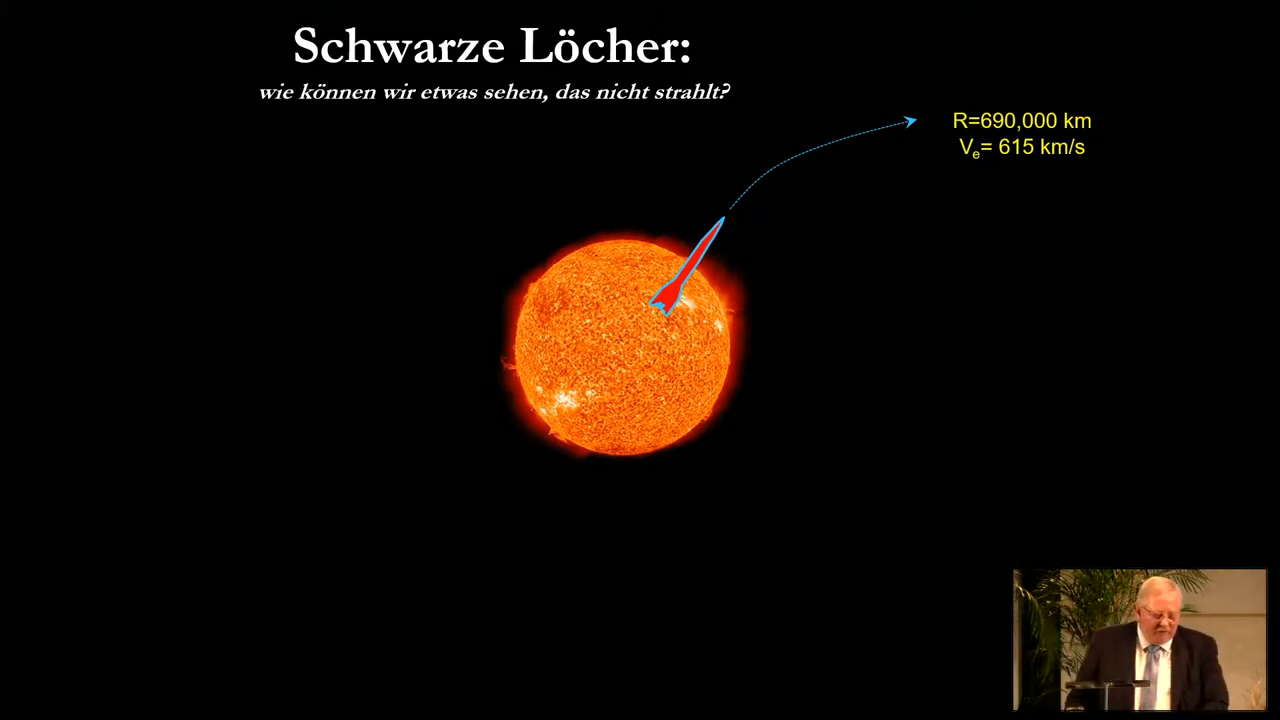 Schwarze Löcher:
wie können wir etwas sehen, das nicht strahlt?
R=690,000 km
Vₑ= 615 km/s